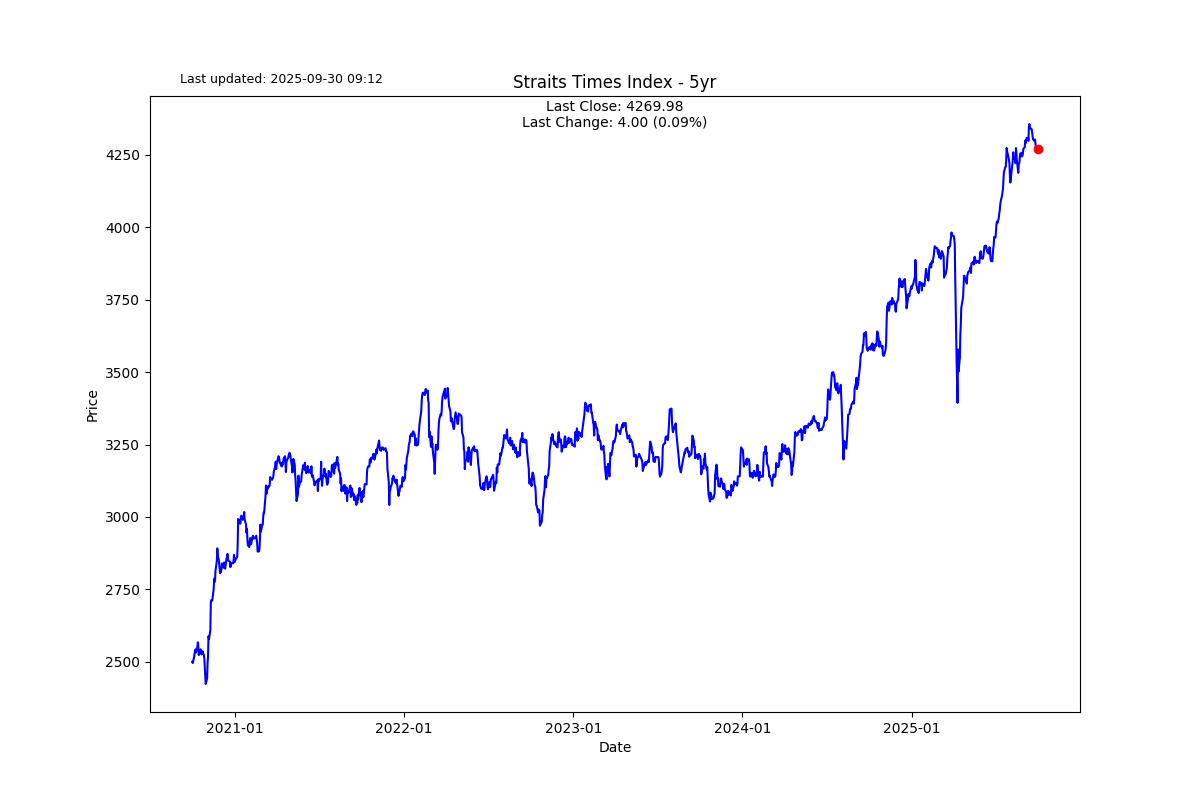 Last updated: 2025-09-30 09:12
Straits Times Index - 5yr
Last Close: 4269.98
Last Change: 4.00 (0.09%)
4250
4000
3750
3500
3250
3000
2750
2500
Price
2021-01
2022-01
2023-01
2024-01
2025-01
Date